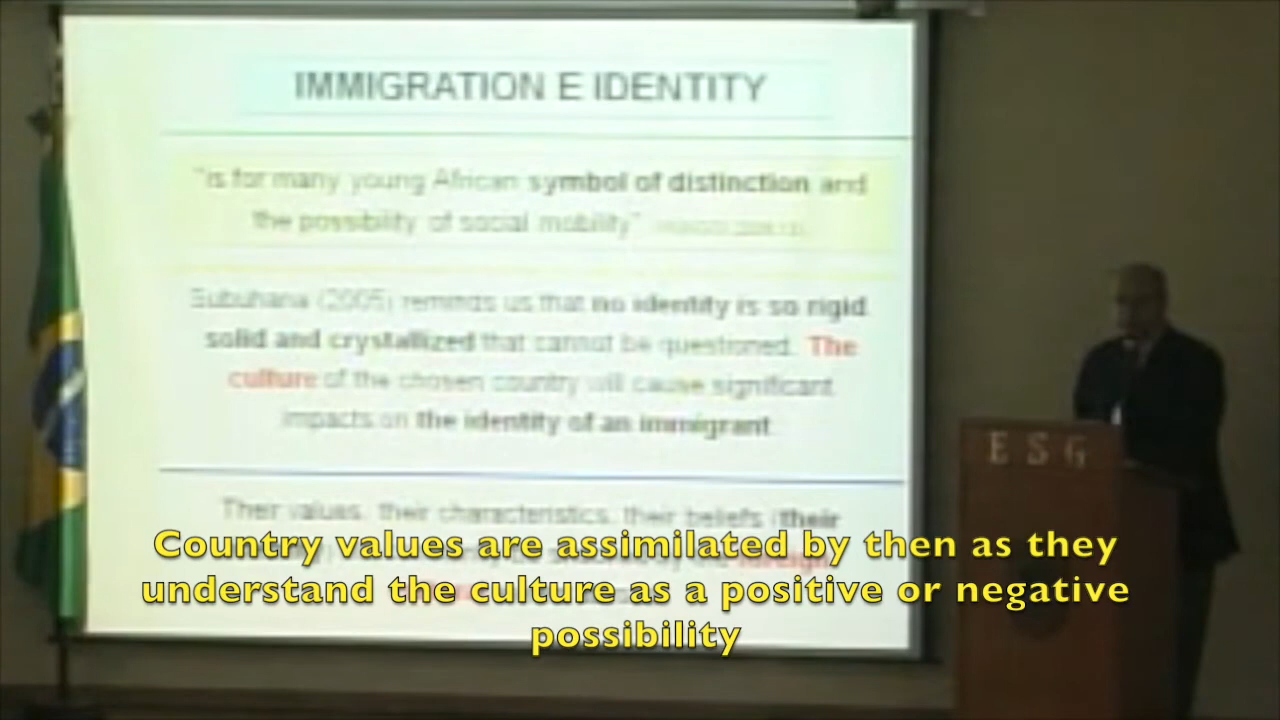 IMMIGRATION E IDENTITY
"is for many young African symbol of distinction and
the possibility of social mobility"
Subuhana (2005) reminds us that no identity is so rigid
solid and crystallized that cannot be questioned. The
culture of the chosen country will cause significant
impacts on the identity of an immigrant
Their values, their characteristics, their beliefs (their
Country values are assimilated by then as they
understand the culture as a positive or negative
possibility
ESG